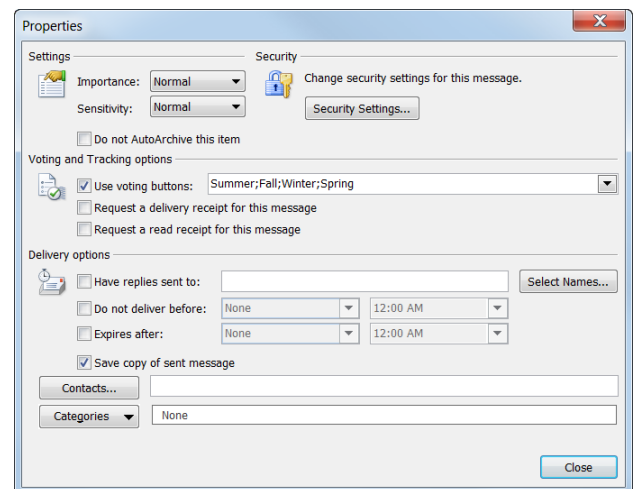 Properties
Settings Security
Importance: Normal Change security settings for this message.
Sensitivity: Normal Security Settings...
Do not AutoArchive this item
Voting and Tracking options
Use voting buttons: Summer;Fall;Winter;Spring
Request a delivery receipt for this message
Request a read receipt for this message
Delivery options
Have replies sent to: Select Names...
Do not deliver before: None 12:00 AM
Expires after: None 12:00 AM
Save copy of sent message
Contacts...
Categories None
Close